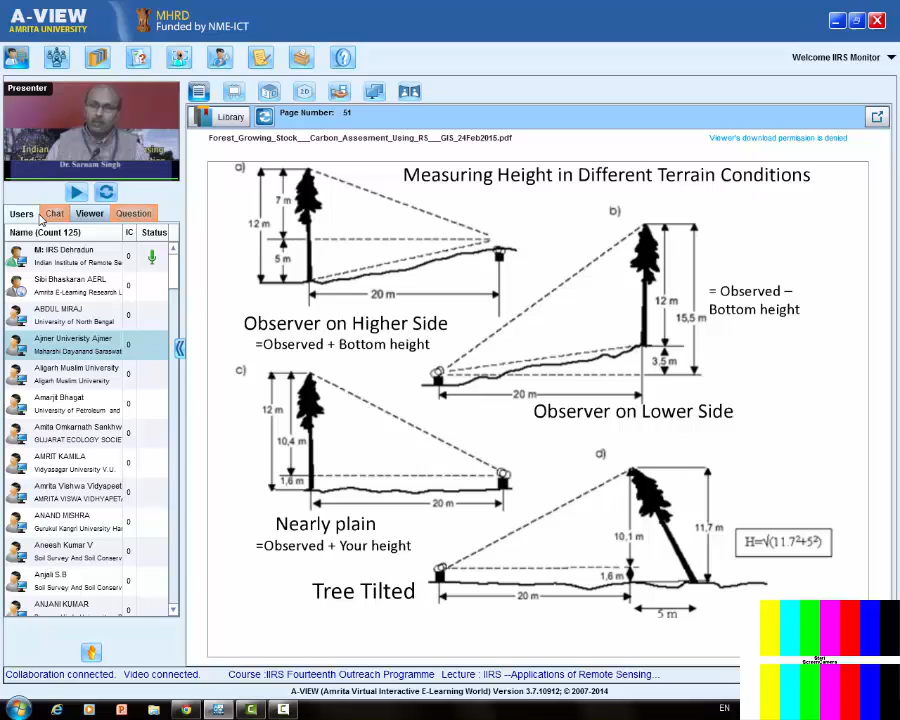 A-VIEW
AMRITA UNIVERSITY
MHRD
Funded by NME-ICT
Welcome IIRS Monitor
Presenter
Dr. Sarnam Singh
Library
Page Number: 51
Forest_Growing_Stock___Carbon_Assesment_Using_RS___GIS_24Feb2015.pdf
Viewer's download permission is denied
Users
Chat
Viewer
Question
Name (Count 125)
IC
Status
M: IIRS Dehradun
Indian Institute of Remote Se
0
Sibi Bhaskaran AERL
Amrita E-Learning Research L
0
ABDUL MIRAJ
University of North Bengal
0
Ajmer Univeristy Ajmer
Maharshi Dayanand Saraswat
0
Aligarh Muslim University
Aligarh Muslim University
0
Amarjit Bhagat
University of Petroleum and
0
Amita Omkarnath Sankhw
GUJARAT ECOLOGY SOCIE
0
AMRIT KAMILA
Vidyasagar University V.U.
0
Amrita Vishwa Vidyapeet
AMRITA VISWA VIDHYAPETA
0
ANAND MISHRA
Gurukul Kangri University Ha
0
Aneesh Kumar V
Soil Survey And Soil Conserv
0
Anjali S.B
Soil Survey And Soil Conserv
0
ANJANI KUMAR
0
Measuring Height in Different Terrain Conditions
a)
7 m
12 m
5 m
20 m
Observer on Higher Side
=Observed + Bottom height
b)
12 m
15,5 m
3,5 m
20 m
= Observed –
Bottom height
Observer on Lower Side
c)
12 m
10,4 m
1,6 m
20 m
Nearly plain
=Observed + Your height
d)
10,1 m
11,7 m
1,6 m
20 m
5 m
H=√(11.7²+5²)
Tree Tilted
Start
ScreenCamera
Collaboration connected. Video connected.
Course :IIRS Fourteenth Outreach Programme
Lecture : IIRS --Applications of Remote Sensing...
A-VIEW (Amrita Virtual Interactive E-Learning World) Version 3.7.10912; © 2007-2014
EN